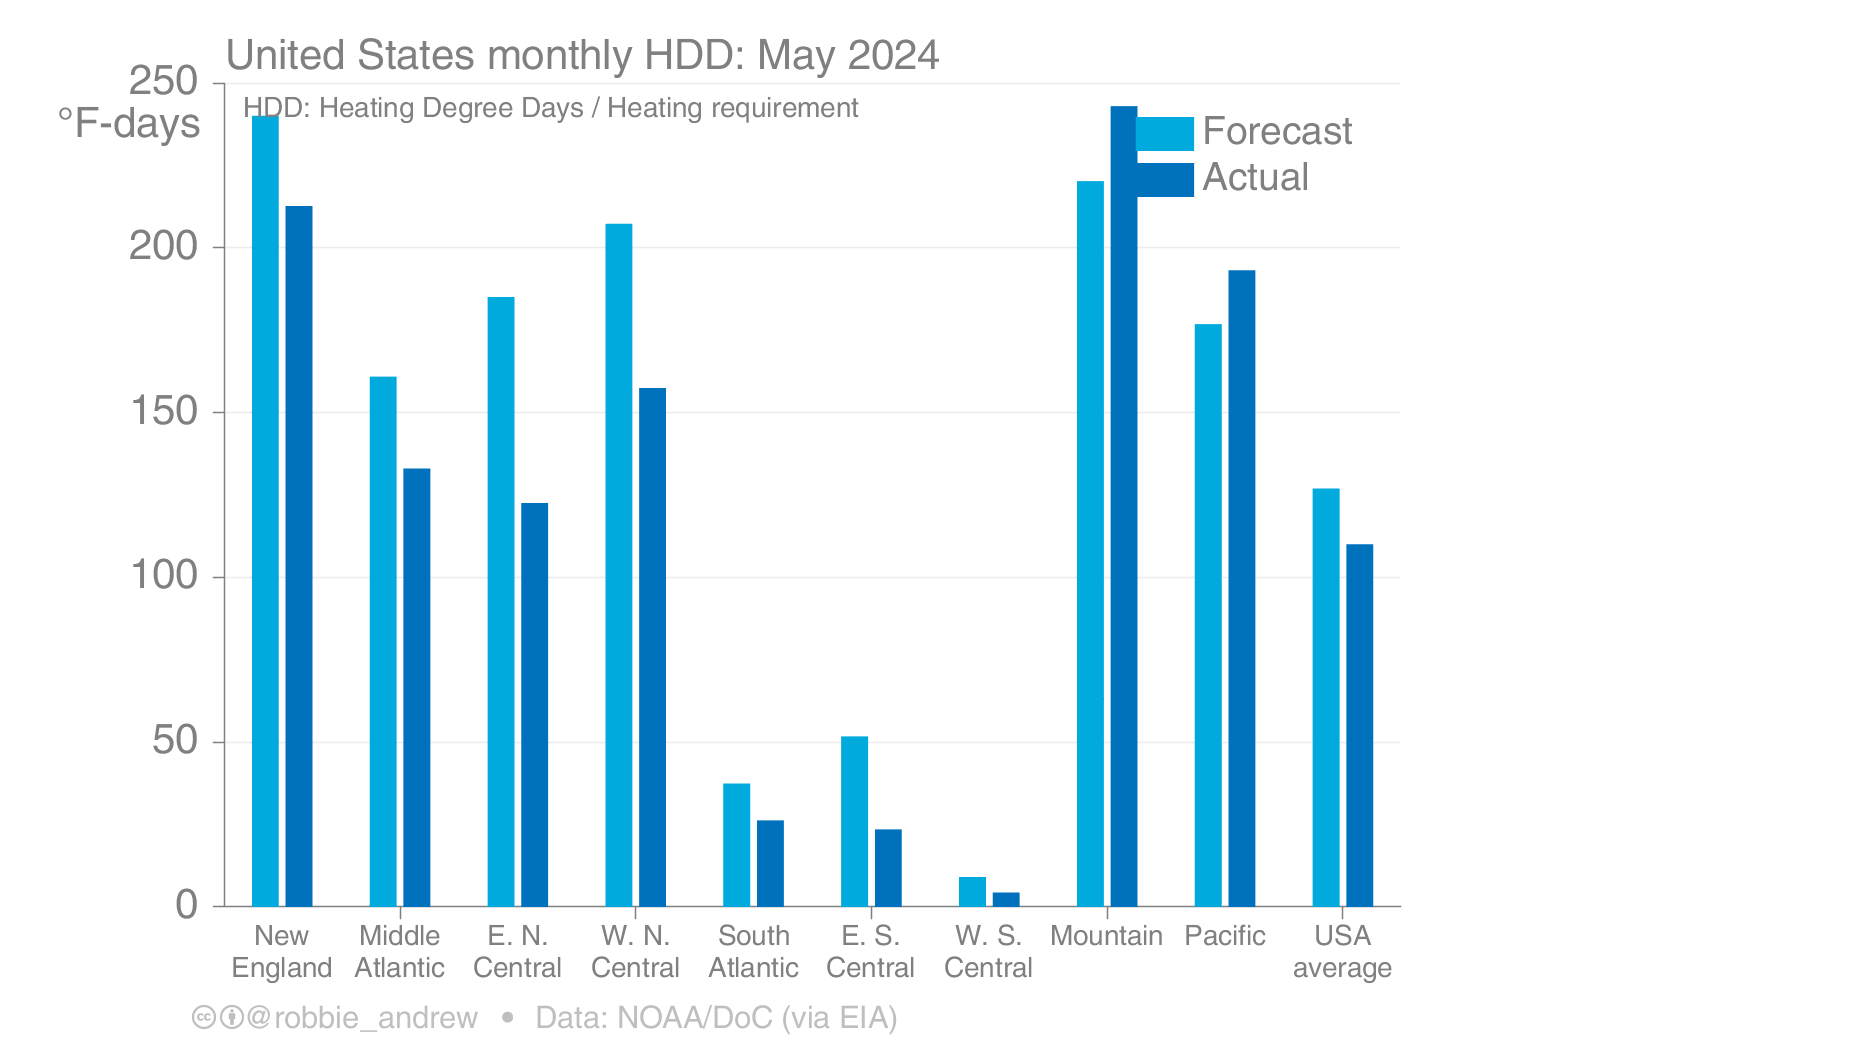 United States monthly HDD: May 2024
250
°F-days
HDD: Heating Degree Days / Heating requirement
Forecast
Actual
200
150
100
50
0
New England
Middle Atlantic
E. N. Central
W. N. Central
South Atlantic
E. S. Central
W. S. Central
Mountain
Pacific
USA average
cc @robbie_andrew • Data: NOAA/DoC (via EIA)